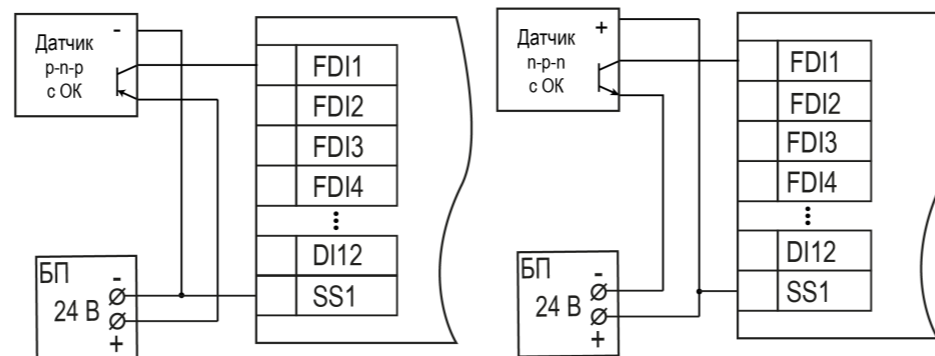 Датчик
p-n-p
с ОК
-
FDI1
FDI2
FDI3
FDI4
DI12
SS1
БП
-
24 В
+
Датчик
n-p-n
с ОК
+
FDI1
FDI2
FDI3
FDI4
DI12
SS1
БП
-
24 В
+